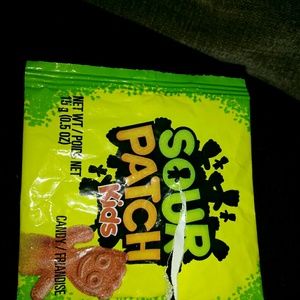 SOUR
PATCH
Kids
NET WT / POIDS NET
15 g (0.5 OZ)
CANDY / FRIANDISE